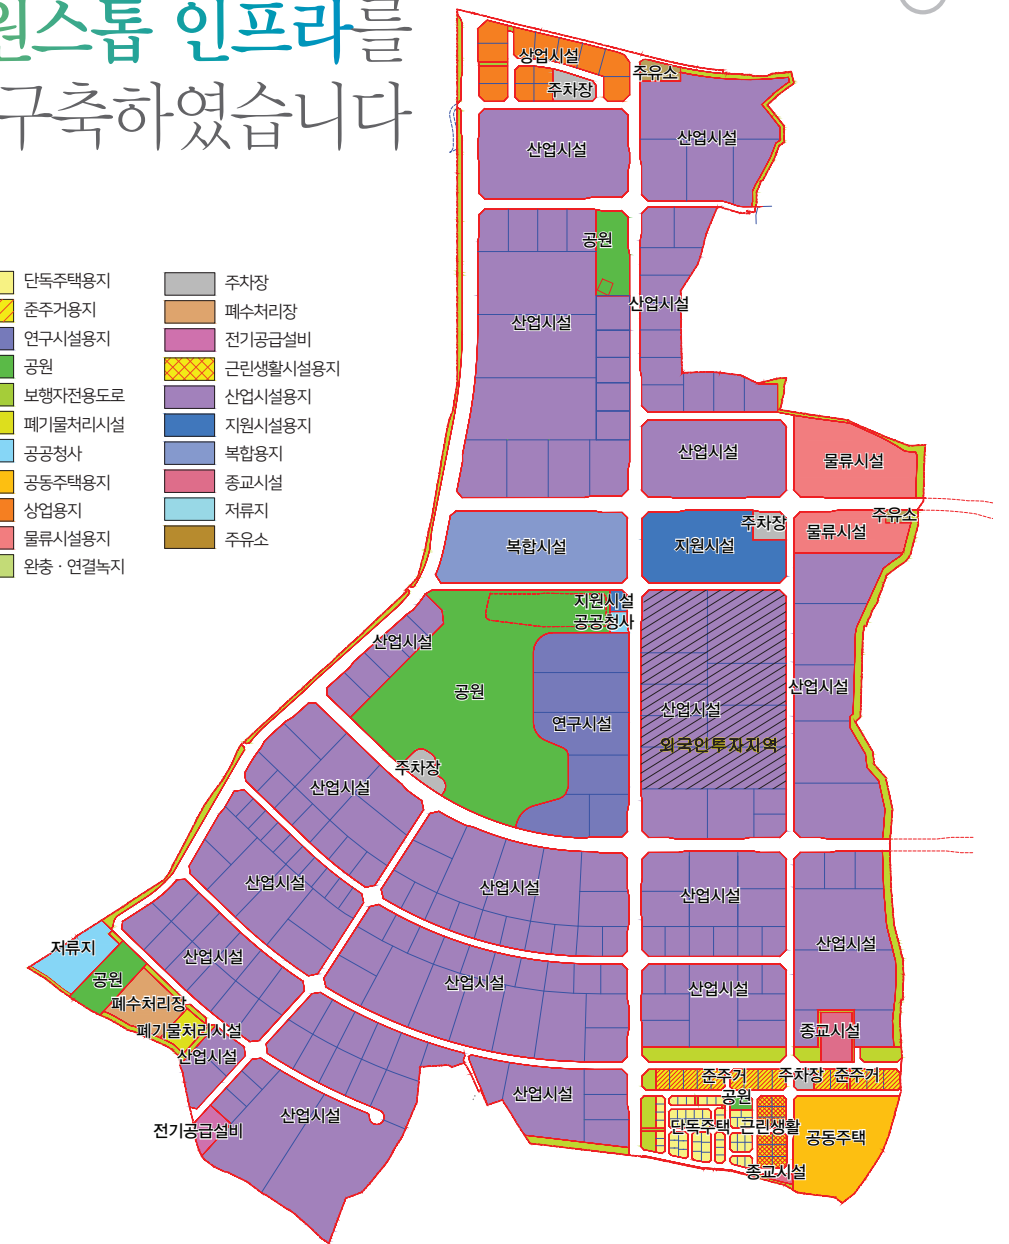 원스톱 인프라를
구축하였습니다
단독주택용지
준주거용지
연구시설용지
공원
보행자전용도로
폐기물처리시설
공공청사
공동주택용지
상업용지
물류시설용지
완충 · 연결녹지
주차장
폐수처리장
전기공급설비
근린생활시설용지
산업시설용지
지원시설용지
복합용지
종교시설
저류지
주유소
상업시설
주유소
주차장
산업시설
산업시설
공원
산업시설
산업시설
산업시설
물류시설
주유소
주차장
물류시설
복합시설
지원시설
지원시설
공공청사
산업시설
공원
산업시설
산업시설
연구시설
외국인투자지역
주차장
산업시설
산업시설
산업시설
산업시설
산업시설
저류지
산업시설
공원
산업시설
산업시설
폐수처리장
폐기물처리시설
종교시설
산업시설
준주거
주차장
준주거
산업시설
공원
산업시설
전기공급설비
단독주택
근린생활
공동주택
종교시설